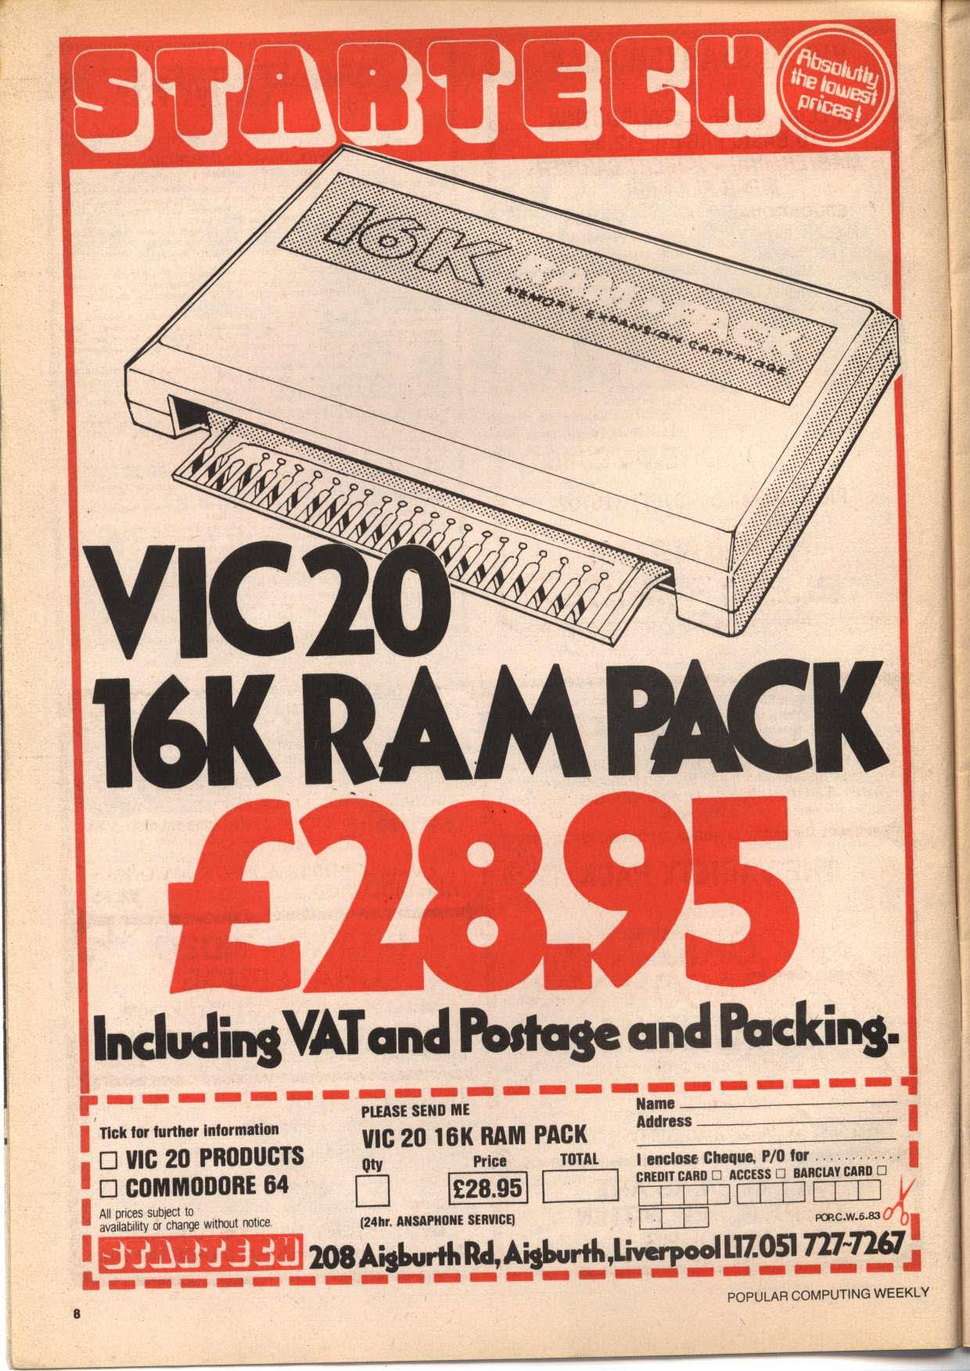 STARTECH
Absolutly
the lowest
prices!
16K RAM PACK
MEMORY EXPANSION CARTRIDGE
VIC20
16K RAM PACK
£28.95
Including VAT and Postage and Packing.
Tick for further information
VIC 20 PRODUCTS
COMMODORE 64
All prices subject to
availability or change without notice.
PLEASE SEND ME
VIC 20 16K RAM PACK
Qty Price TOTAL
£28.95
(24hr. ANSAPHONE SERVICE)
Name
Address
I enclose Cheque, P/O for ............
CREDIT CARD ACCESS BARCLAY CARD
POP.C.W.6.83
STARTECH 208 Aigburth Rd, Aigburth, Liverpool L17. 051 727-7267
POPULAR COMPUTING WEEKLY
8